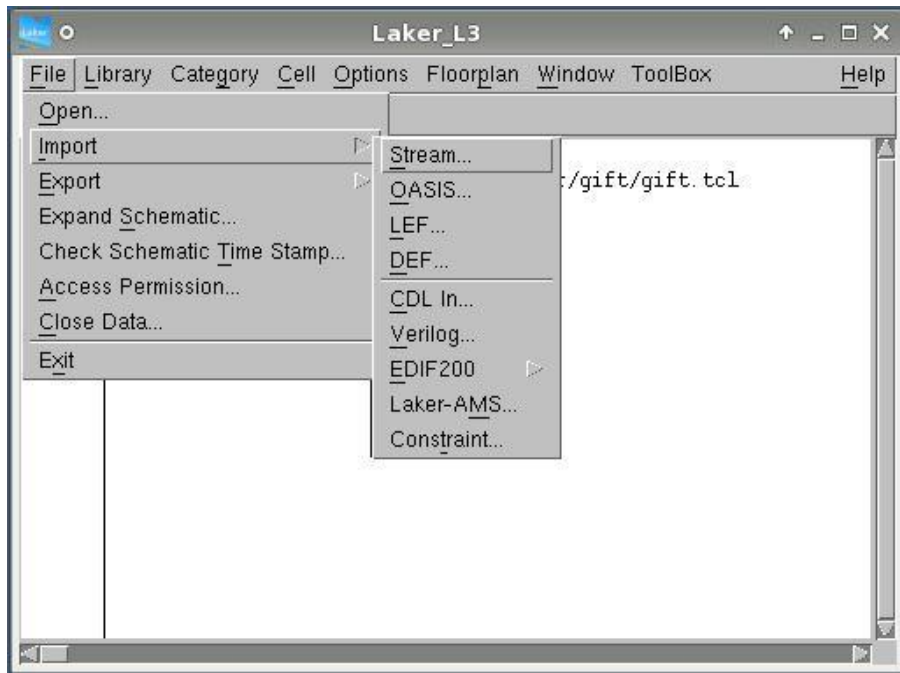 Laker_L3
File Library Category Cell Options Floorplan Window ToolBox Help
Open...
Import
Export
Expand Schematic...
Check Schematic Time Stamp...
Access Permission...
Close Data...
Exit
Stream...
OASIS...
LEF...
DEF...
CDL In...
Verilog...
EDIF200
Laker-AMS...
Constraint...
/gift/gift.tcl